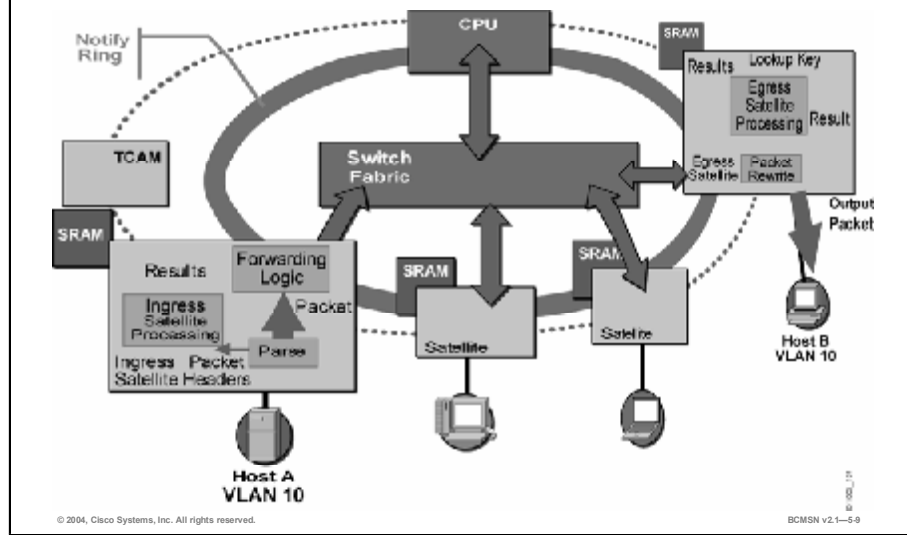 CPU
Notify
Ring
SRAM
Results
Lookup Key
Egress
Satellite
Processing
Result
TCAM
Switch
Fabric
Egress
Satellite
Packet
Rewrite
Output
Packet
SRAM
Results
Forwarding
Logic
Packet
Ingress
Satellite
Processing
Parse
Ingress Packet
Satellite Headers
SRAM
Satellite
SRAM
Satellite
Host B
VLAN 10
Host A
VLAN 10
© 2004, Cisco Systems, Inc. All rights reserved.
BCMSN v2.1—5-9